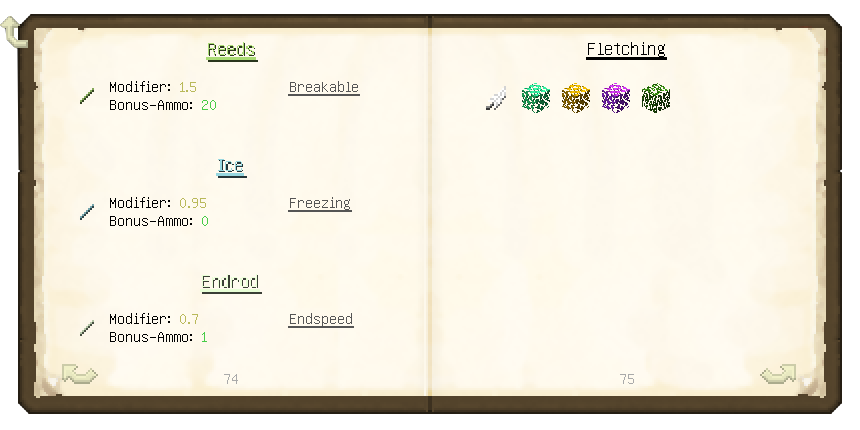 Reeds
Modifier: 1.5
Breakable
Bonus-Ammo: 20
Ice
Modifier: 0.95
Freezing
Bonus-Ammo: 0
Endrod
Modifier: 0.7
Endspeed
Bonus-Ammo: 1
74
Fletching
75